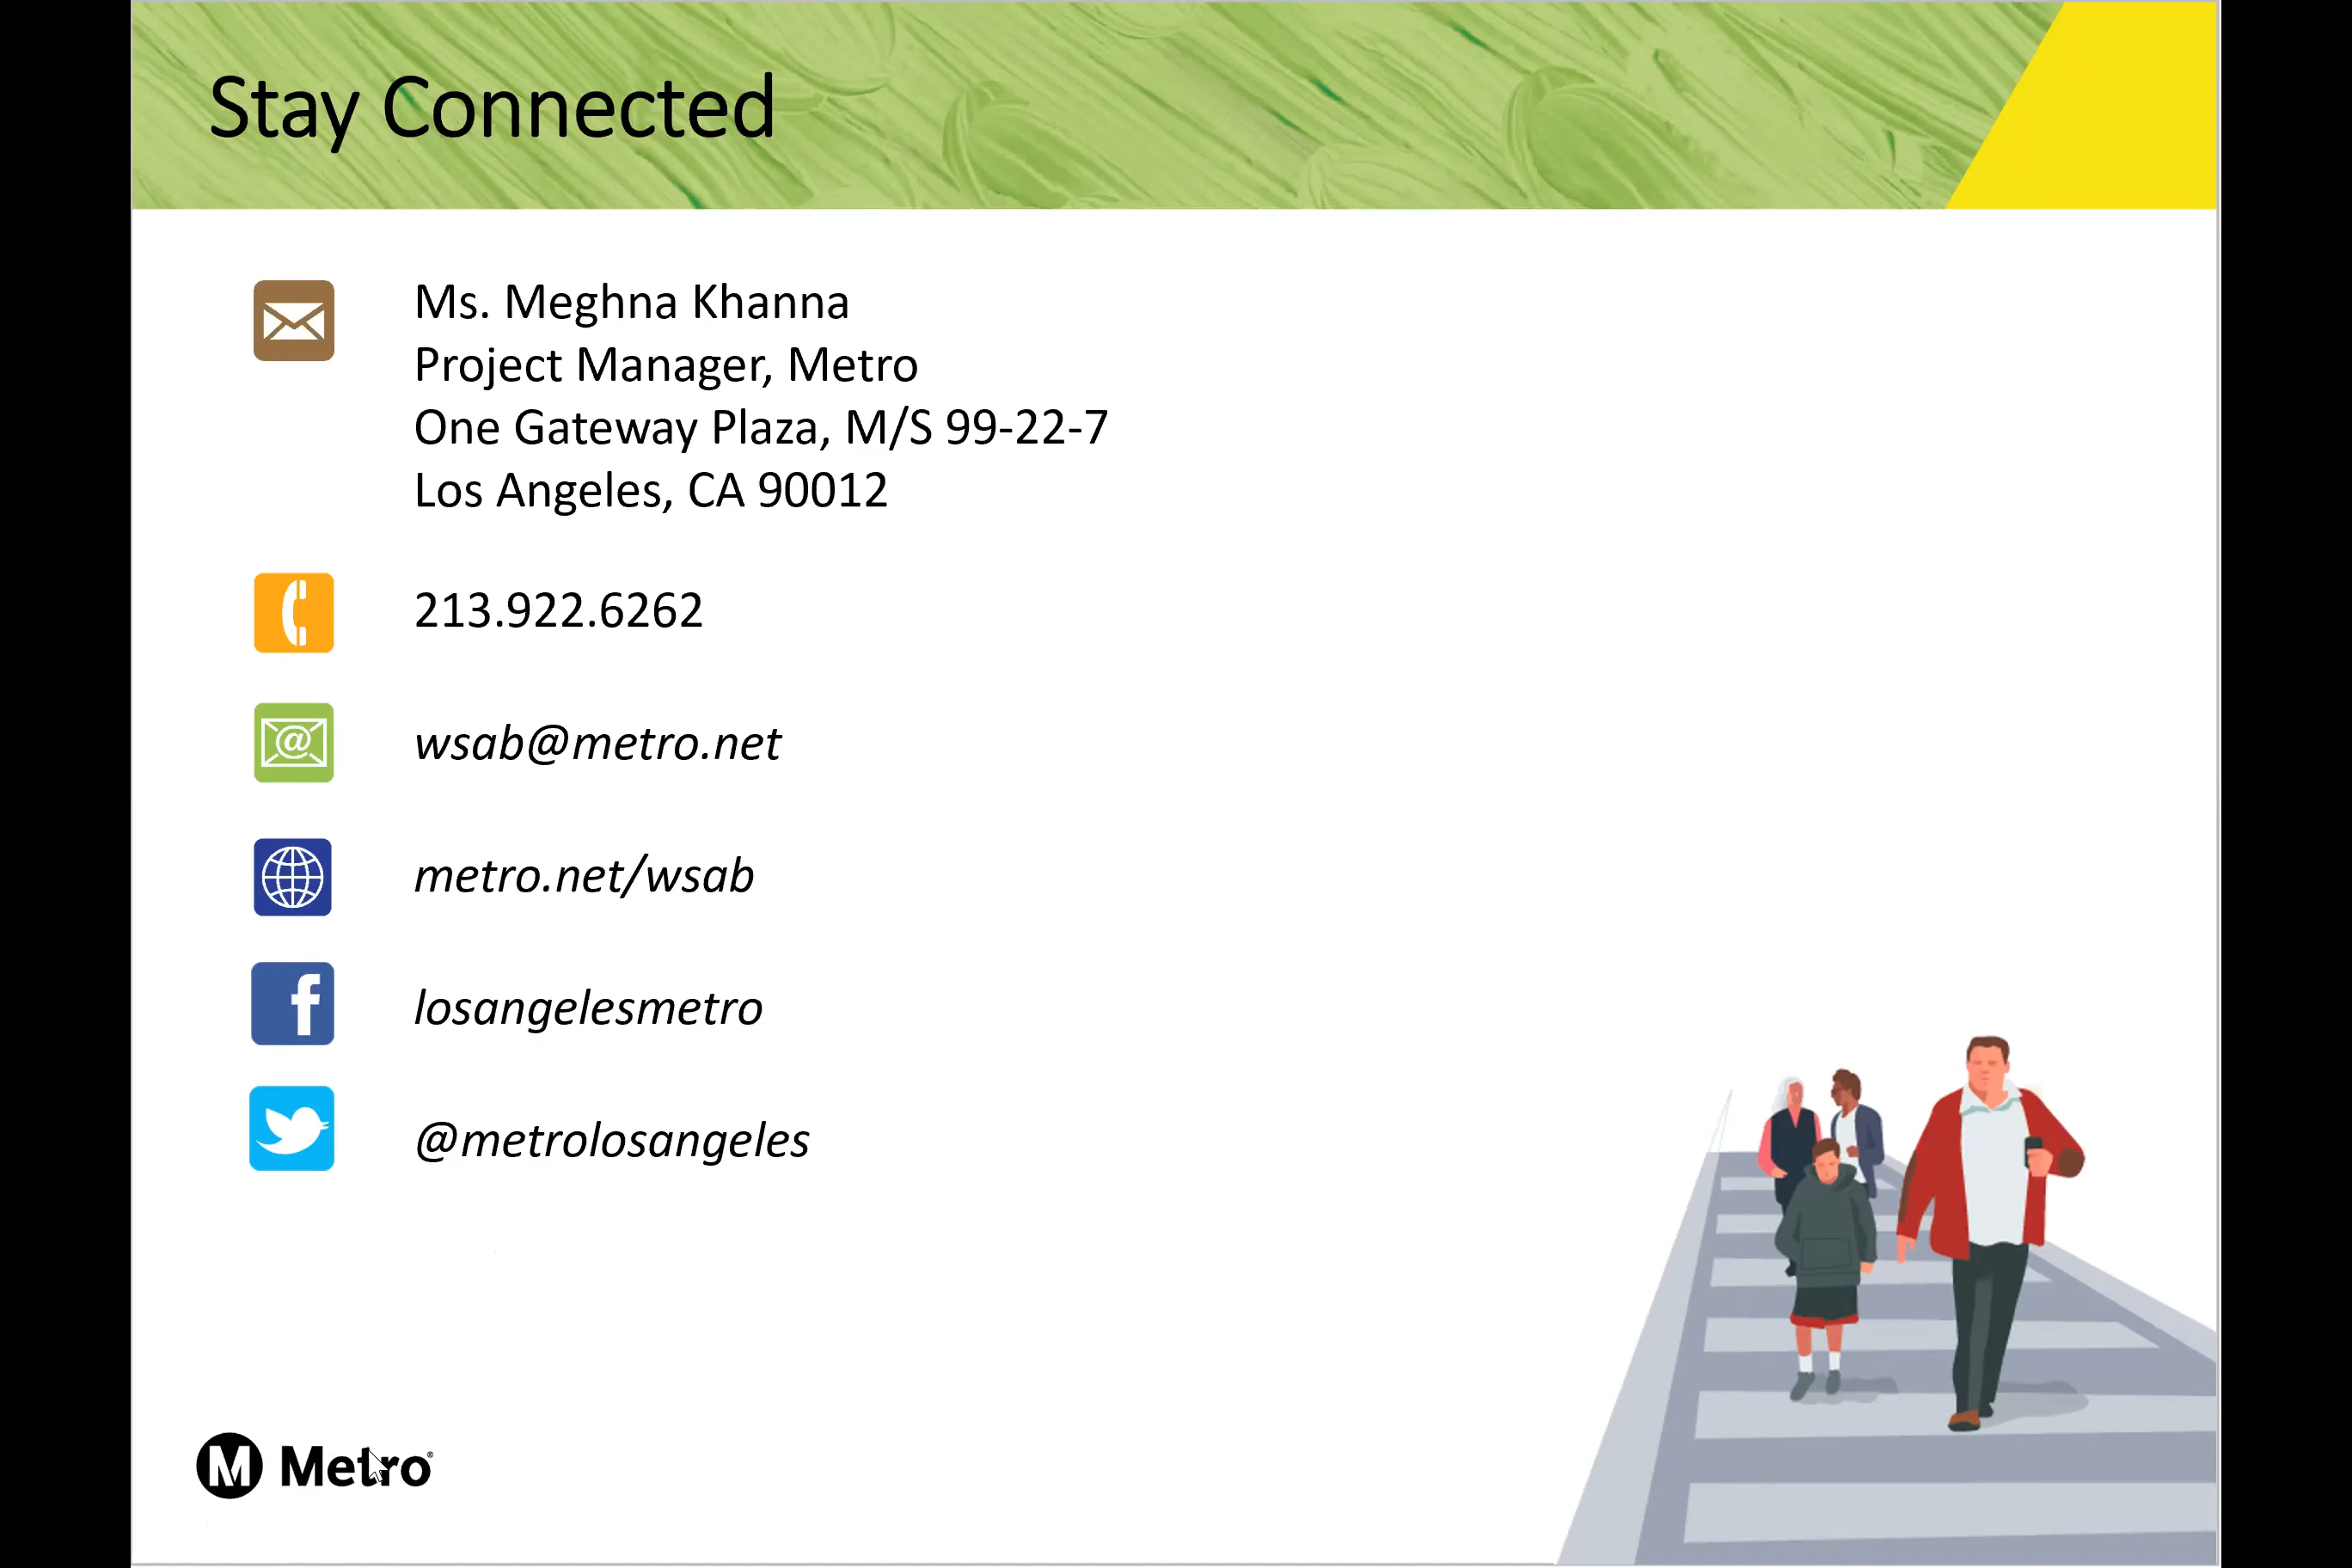 Stay Connected
Ms. Meghna Khanna
Project Manager, Metro
One Gateway Plaza, M/S 99-22-7
Los Angeles, CA 90012
213.922.6262
wsab@metro.net
metro.net/wsab
losangelesmetro
@metrolosangeles
M Metro®